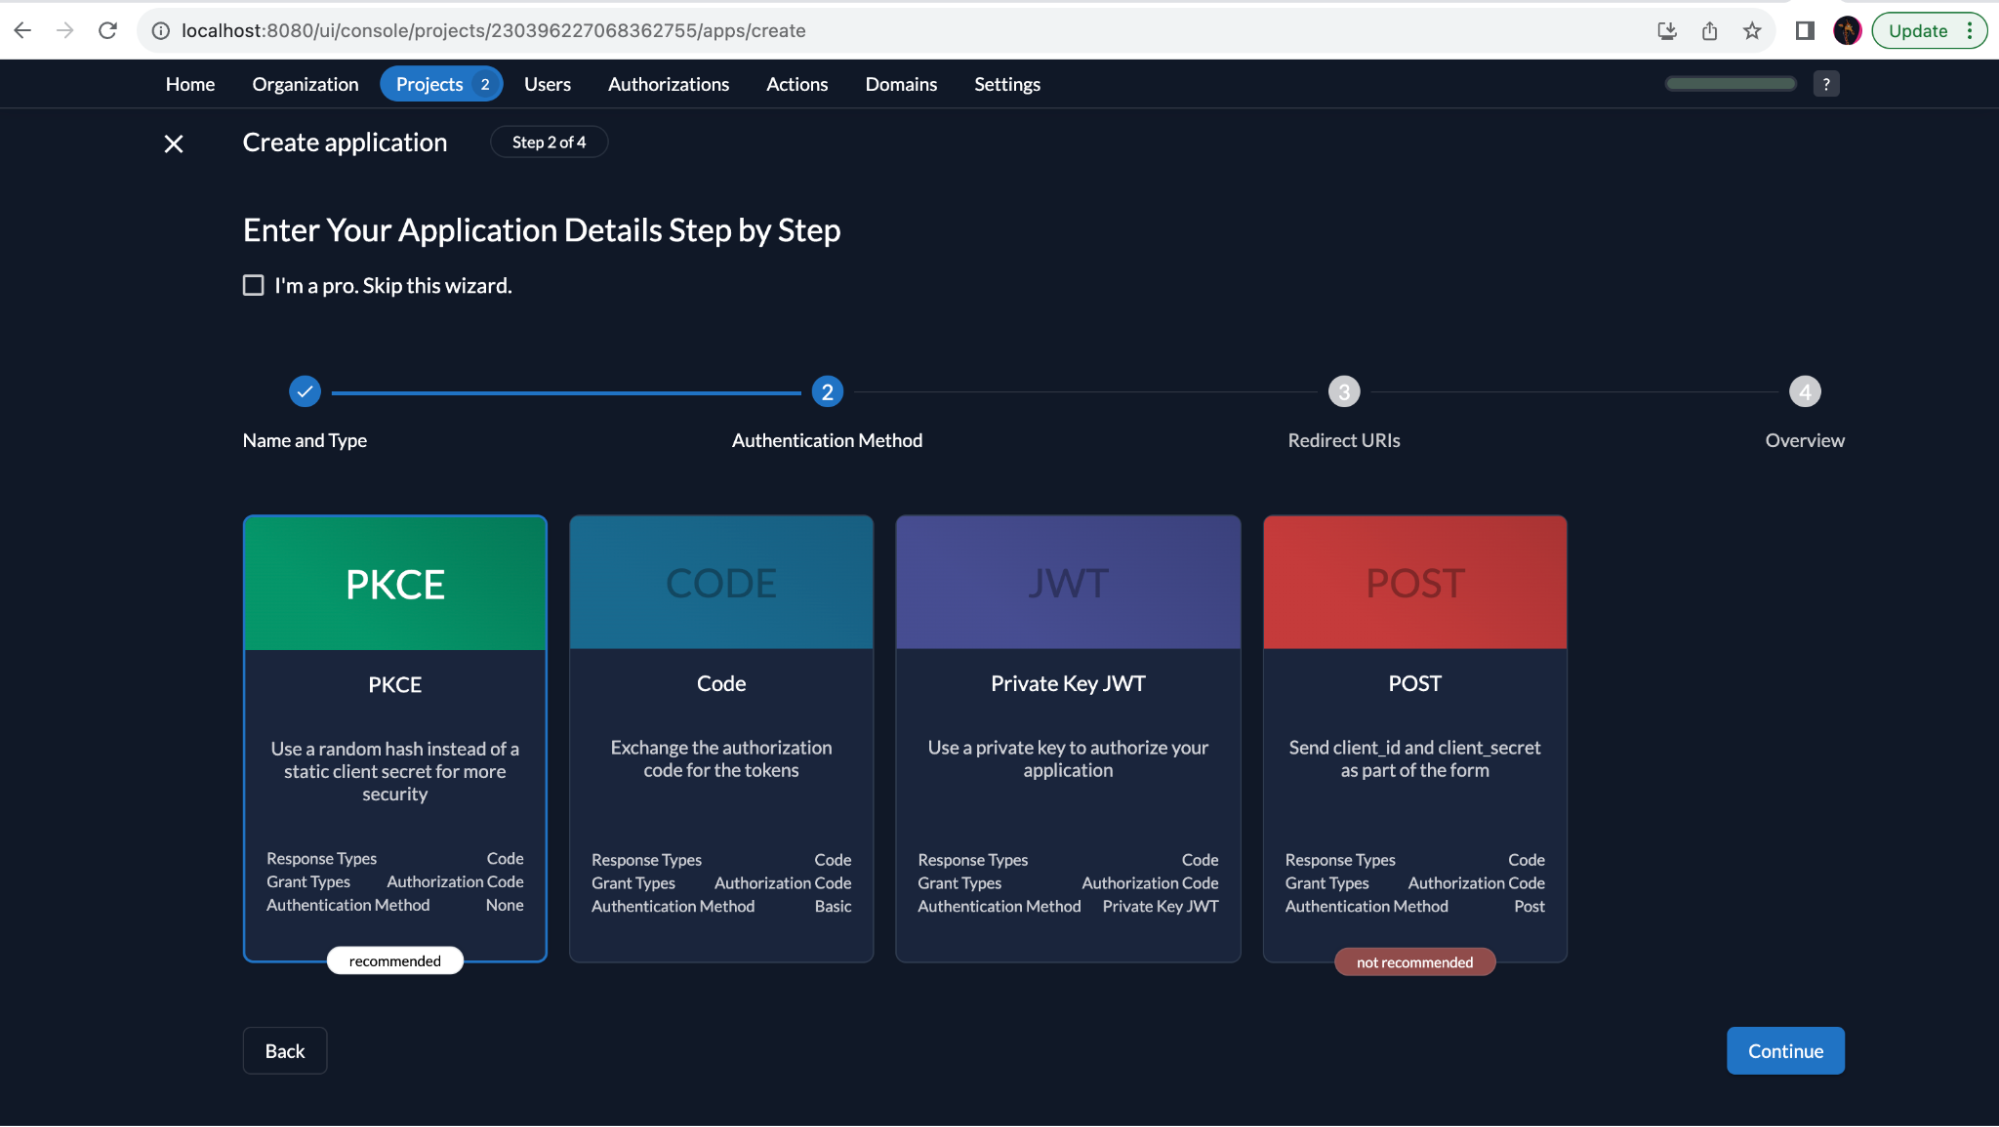 localhost:8080/ui/console/projects/230396227068362755/apps/create
Update
Home Organization Projects 2 Users Authorizations Actions Domains Settings ?
Create application Step 2 of 4
Enter Your Application Details Step by Step
I'm a pro. Skip this wizard.
2 3 4
Name and Type Authentication Method Redirect URIs Overview
PKCE
PKCE
Use a random hash instead of a
static client secret for more
security
Response Types Code
Grant Types Authorization Code
Authentication Method None
recommended
CODE
Code
Exchange the authorization
code for the tokens
Response Types Code
Grant Types Authorization Code
Authentication Method Basic
JWT
Private Key JWT
Use a private key to authorize your
application
Response Types Code
Grant Types Authorization Code
Authentication Method Private Key JWT
POST
POST
Send client_id and client_secret
as part of the form
Response Types Code
Grant Types Authorization Code
Authentication Method Post
not recommended
Back Continue